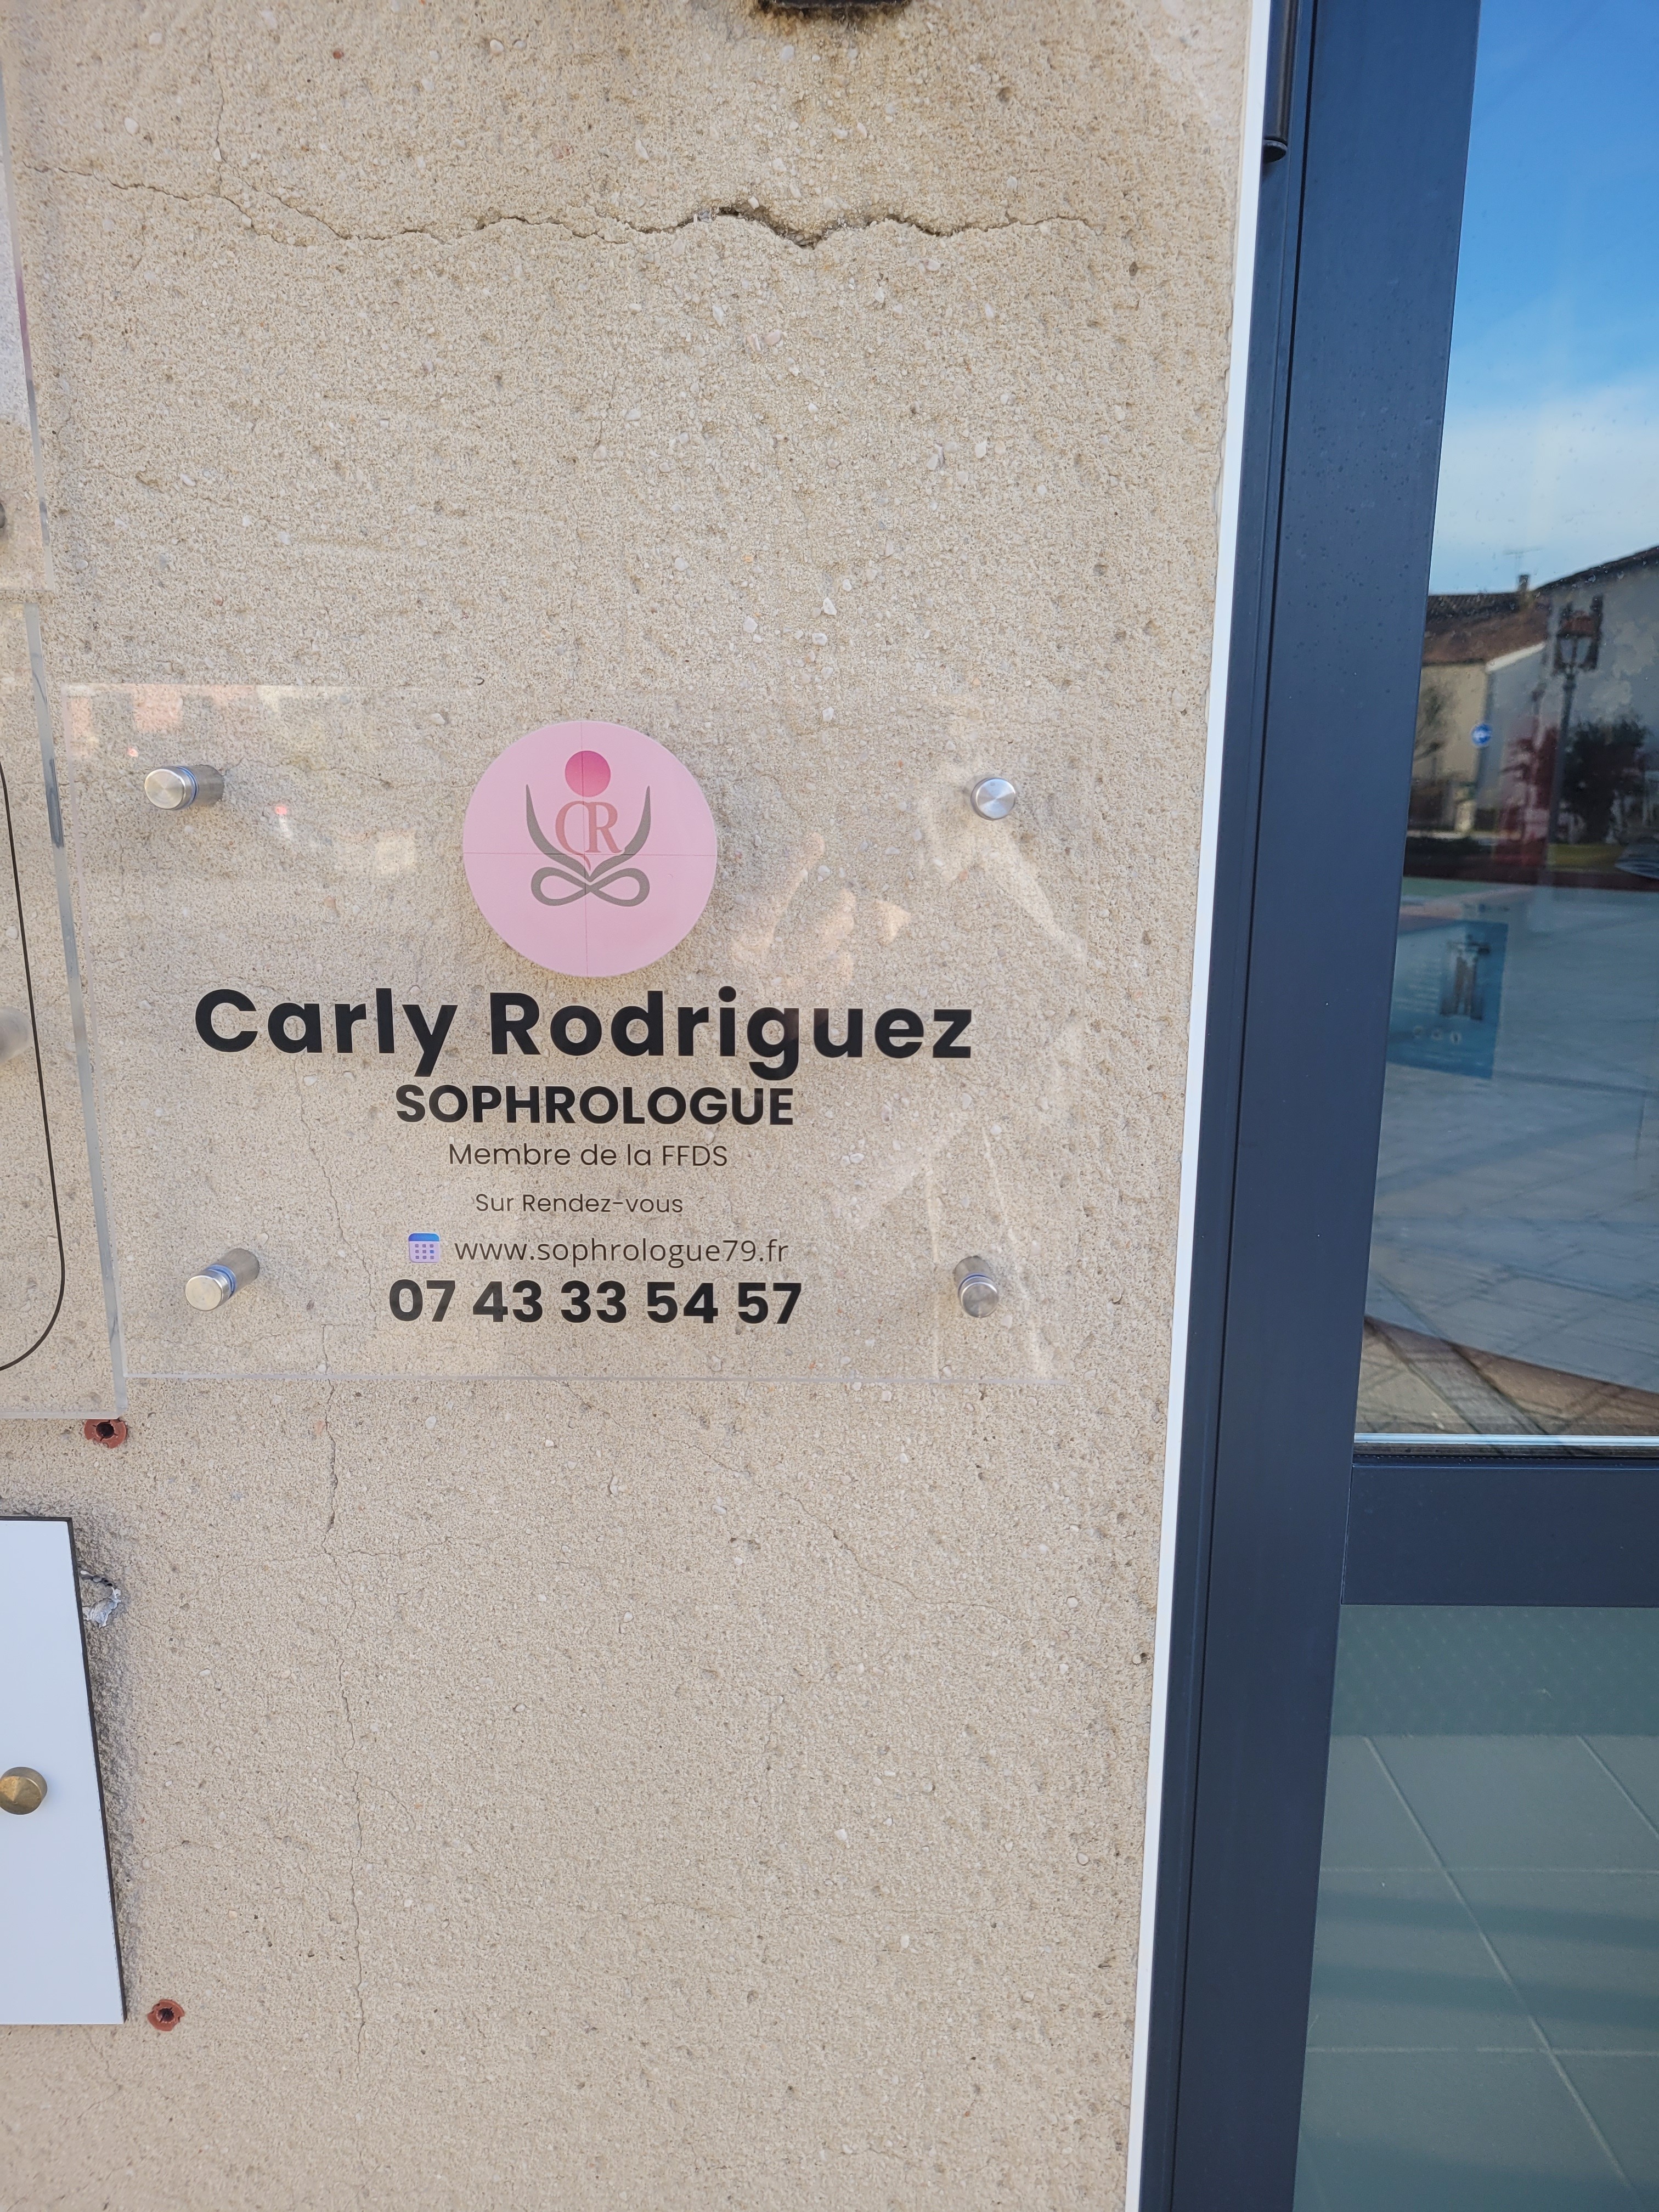 CR
Carly Rodriguez
SOPHROLOGUE
Membre de la FFDS
Sur Rendez-vous
www.sophrologue79.fr
07 43 33 54 57